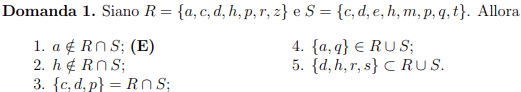 Domanda 1. Siano R = {a, c, d, h, p, r, z} e S = {c, d, e, h, m, p, q, t}. Allora
1. a ∉ R ∩ S; (E)
2. h ∉ R ∩ S;
3. {c, d, p} = R ∩ S;
4. {a, q} ∈ R ∪ S;
5. {d, h, r, s} ⊂ R ∪ S.